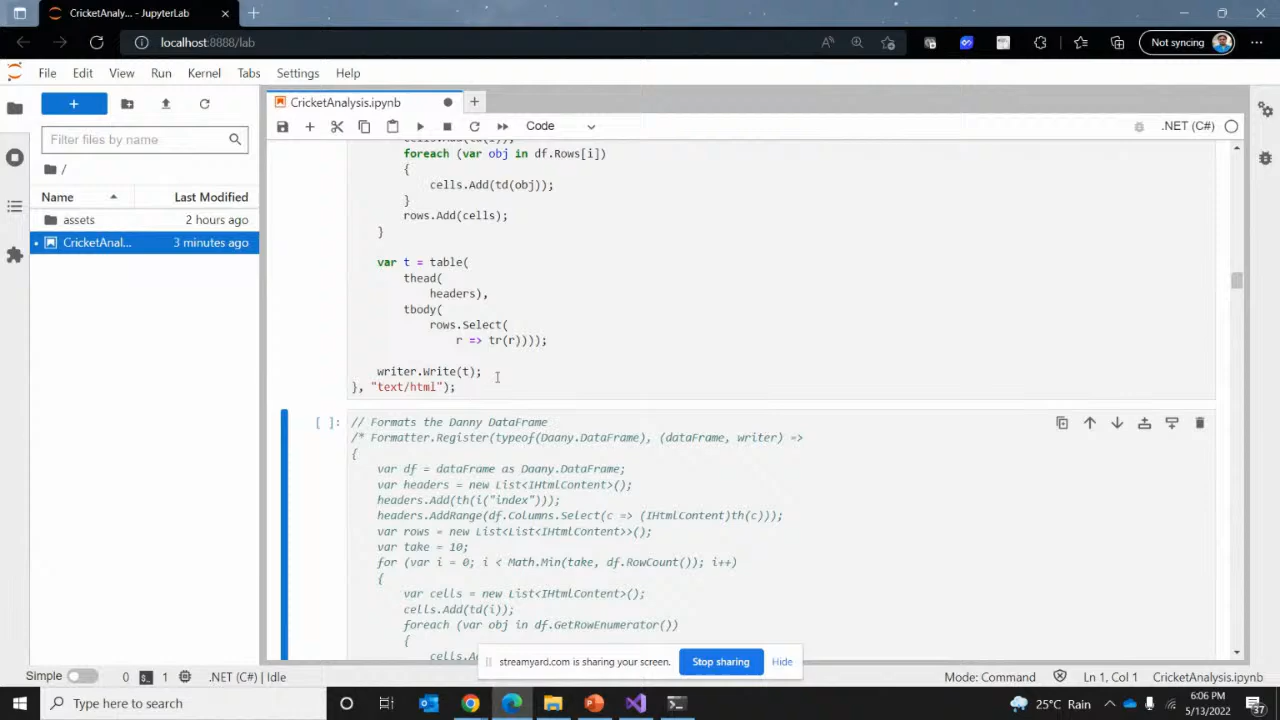 CricketAnaly... - JupyterLab
localhost:8888/lab
Not syncing
File Edit View Run Kernel Tabs Settings Help
CricketAnalysis.ipynb
Filter files by name
Code
.NET (C#)
/
Name Last Modified
assets 2 hours ago
CricketAnal... 3 minutes ago
cells.Add(td(i));
foreach (var obj in df.Rows[i])
{
cells.Add(td(obj));
}
rows.Add(cells);
}
var t = table(
thead(
headers),
tbody(
rows.Select(
r => tr(r))));
writer.Write(t);
}, "text/html");
[ ]:
// Formats the Danny DataFrame
/* Formatter.Register(typeof(Daany.DataFrame), (dataFrame, writer) =>
{
var df = dataFrame as Daany.DataFrame;
var headers = new List<IHtmlContent>();
headers.Add(th(i("index")));
headers.AddRange(df.Columns.Select(c => (IHtmlContent)th(c)));
var rows = new List<List<IHtmlContent>>();
var take = 10;
for (var i = 0; i < Math.Min(take, df.RowCount()); i++)
{
var cells = new List<IHtmlContent>();
cells.Add(td(i));
foreach (var obj in df.GetRowEnumerator())
{
cells.A
streamyard.com is sharing your screen. Stop sharing Hide
Simple 0 1 .NET (C#) | Idle Mode: Command Ln 1, Col 1 CricketAnalysis.ipynb
Type here to search
25°C Rain
6:06 PM
5/13/2022
37